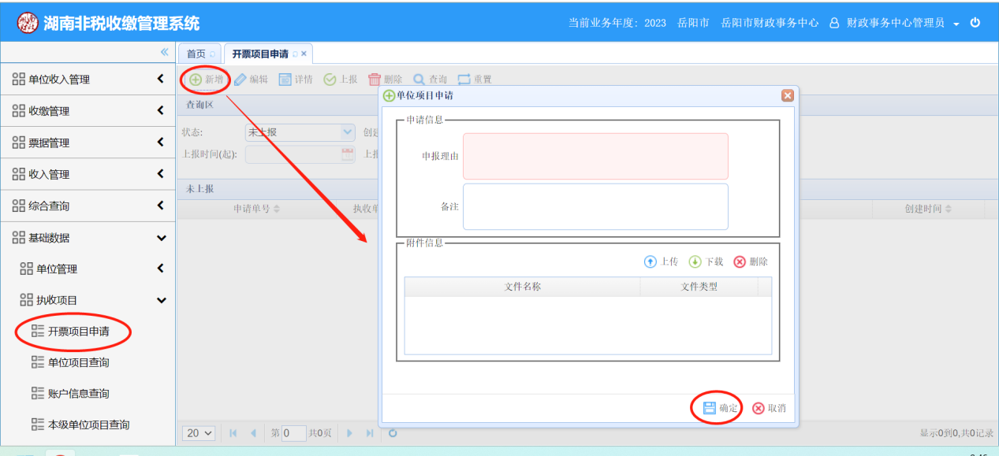 湖南非税收缴管理系统
当前业务年度: 2023 岳阳市 岳阳市财政事务中心 财政事务中心管理员
首页 开票项目申请
新增 编辑 详情 上报 删除 查询 重置
单位收入管理
收缴管理
票据管理
收入管理
综合查询
基础数据
单位管理
执收项目
开票项目申请
单位项目查询
账户信息查询
本级单位项目查询
查询区
状态: 未上报
上报时间(起):
未上报
申请单号 创建时间
单位项目申请
申请信息
申报理由
备注
附件信息
上传 下载 删除
文件名称 文件类型
确定 取消
20 第 0 共0页
显示0到0,共0记录